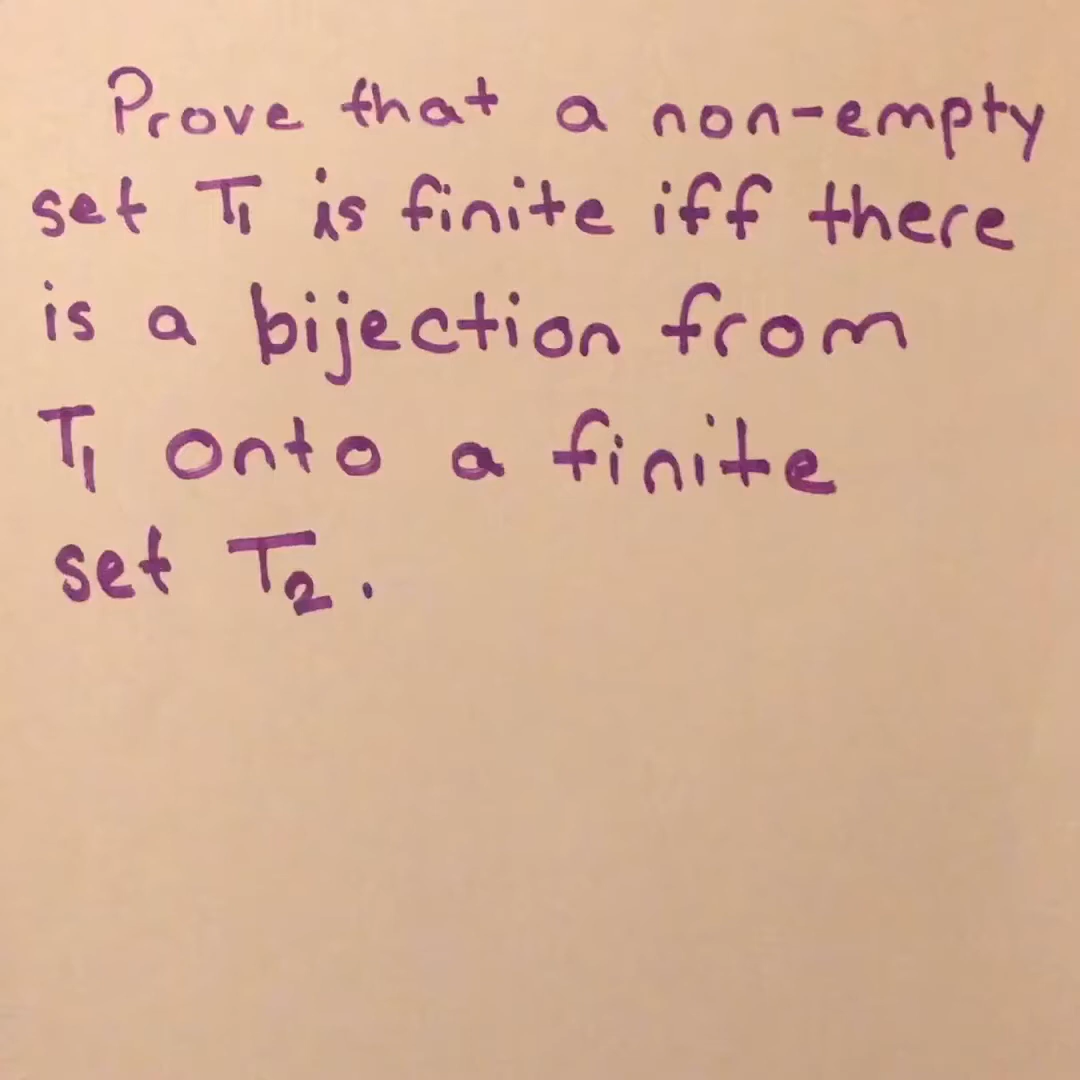 Prove that a non-empty
set T₁ is finite iff there
is a bijection from
T₁ onto a finite
set T₂.